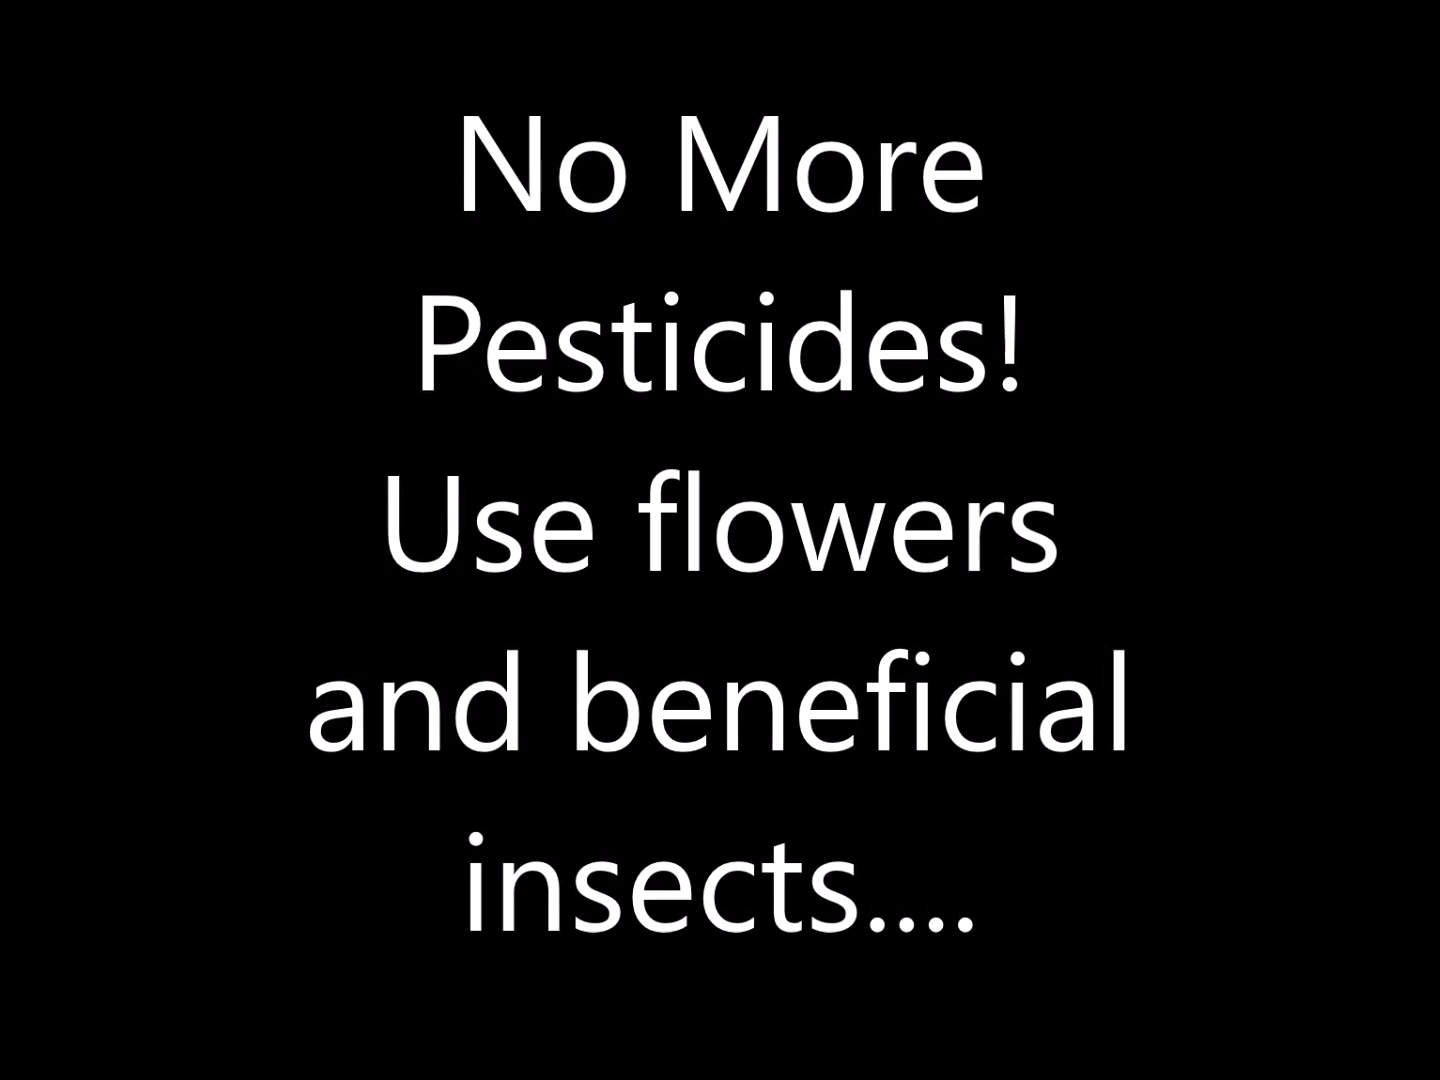 No More
Pesticides!
Use flowers
and beneficial
insects....